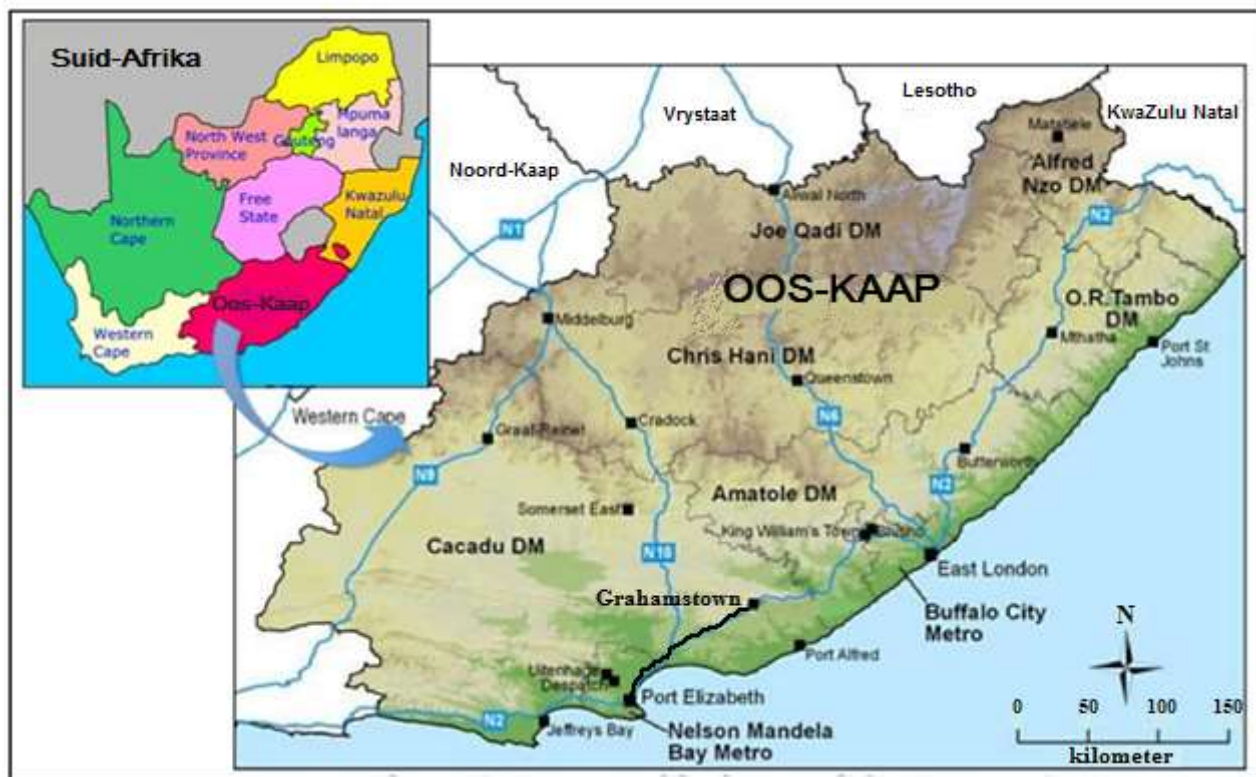 Suid-Afrika
Limpopo
Mpuma
langa
North West
Province
Gauteng
Free
State
Kwazulu
Natal
Northern
Cape
Oos-Kaap
Western
Cape
Vrystaat
Lesotho
KwaZulu Natal
Noord-Kaap
Western Cape
Matatiele
Alfred
Nzo DM
N2
Aliwal North
N1
Joe Qadi DM
OOS-KAAP
O.R.Tambo
DM
Middelburg
Mthatha
Port St
Johns
Chris Hani DM
Queenstown
Cradock
N6
Graaf-Reinet
Butterworth
N9
N2
Amatole DM
Somerset East
King William's Town
Cacadu DM
N10
East London
Grahamstown
Buffalo City
Metro
N
Port Alfred
Uitenhage
Despatch
Port Elizabeth
N2
Jeffreys Bay
Nelson Mandela
Bay Metro
0 50 100 150
kilometer